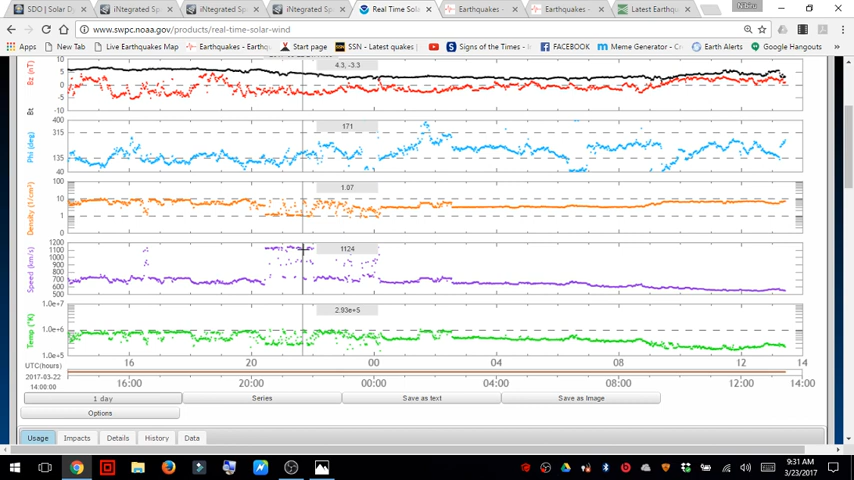 SDO | Solar Dy
iNtegrated Sp
iNtegrated Sp
iNtegrated Sp
Real Time Sola
Earthquakes -
Earthquakes -
Latest Earthqu
Nibiru
www.swpc.noaa.gov/products/real-time-solar-wind
Apps
New Tab
Live Earthquakes Map
Earthquakes - Earth
Start page
SSN - Latest quakes (
Signs of the Times - I
FACEBOOK
Meme Generator - Cr
Earth Alerts
Google Hangouts
10
5
0
-5
-10
Bt
Bz (nT)
4.3, -3.3
400
315
135
40
Phi (deg)
171
100
10
1
0
Density (1/cm³)
1.07
1200
1100
1000
900
800
700
600
500
Speed (km/s)
1124
1.0e+7
1.0e+6
1.0e+5
Temp (°K)
2.93e+5
16
20
00
04
08
12
14
UTC(hours)
2017-03-22
14:00:00
16:00
20:00
00:00
04:00
08:00
12:00
14:00
1 day
Series
Save as text
Save as Image
Options
Usage
Impacts
Details
History
Data
9:31 AM
3/23/2017